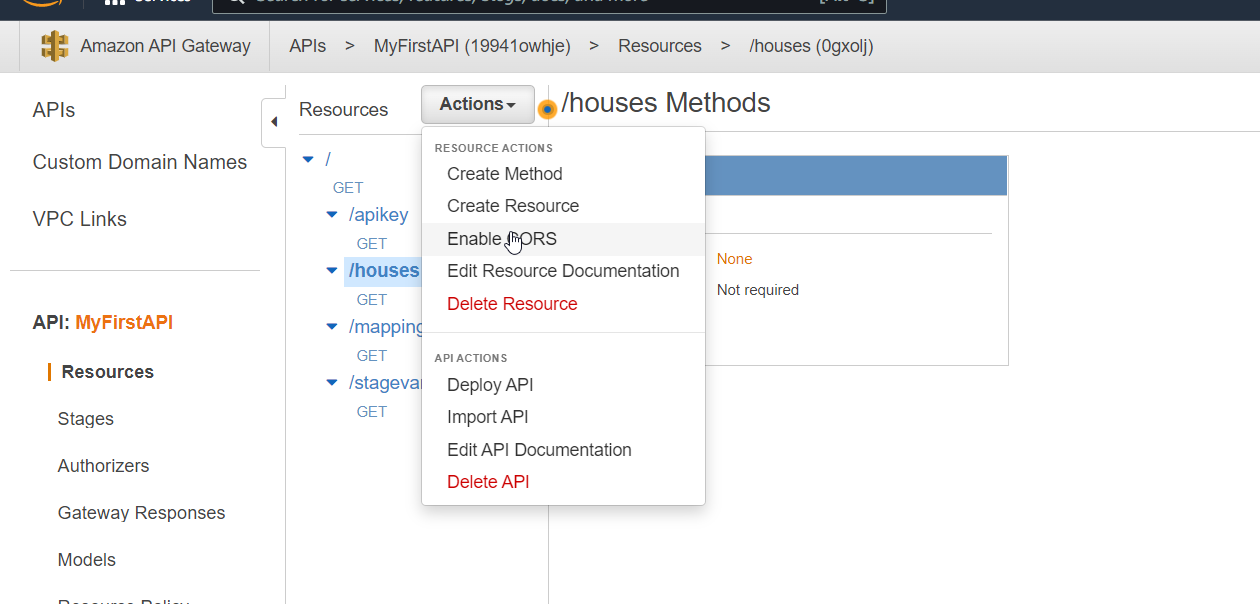 Amazon API Gateway
APIs > MyFirstAPI (19941owhje) > Resources > /houses (0gxolj)
APIs
Custom Domain Names
VPC Links
API: MyFirstAPI
Resources
Stages
Authorizers
Gateway Responses
Models
Resources
Actions
/
GET
/apikey
GET
/houses
GET
/mapping
GET
/stageva
GET
RESOURCE ACTIONS
Create Method
Create Resource
Enable CORS
Edit Resource Documentation
Delete Resource
API ACTIONS
Deploy API
Import API
Edit API Documentation
Delete API
/houses Methods
None
Not required